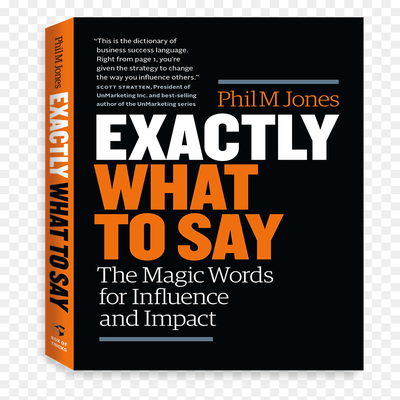 "This is the dictionary of
business success language.
Right from page 1, you're
given the strategy to change
the way you influence others."
SCOTT STRATTEN, President of
UnMarketing Inc. and best-selling
author of the UnMarketing series
Phil M Jones
EXACTLY
WHAT
TO SAY
The Magic Words
for Influence
and Impact
Phil M Jones
EXACTLY WHAT TO SAY
BOX OF
TRICKS